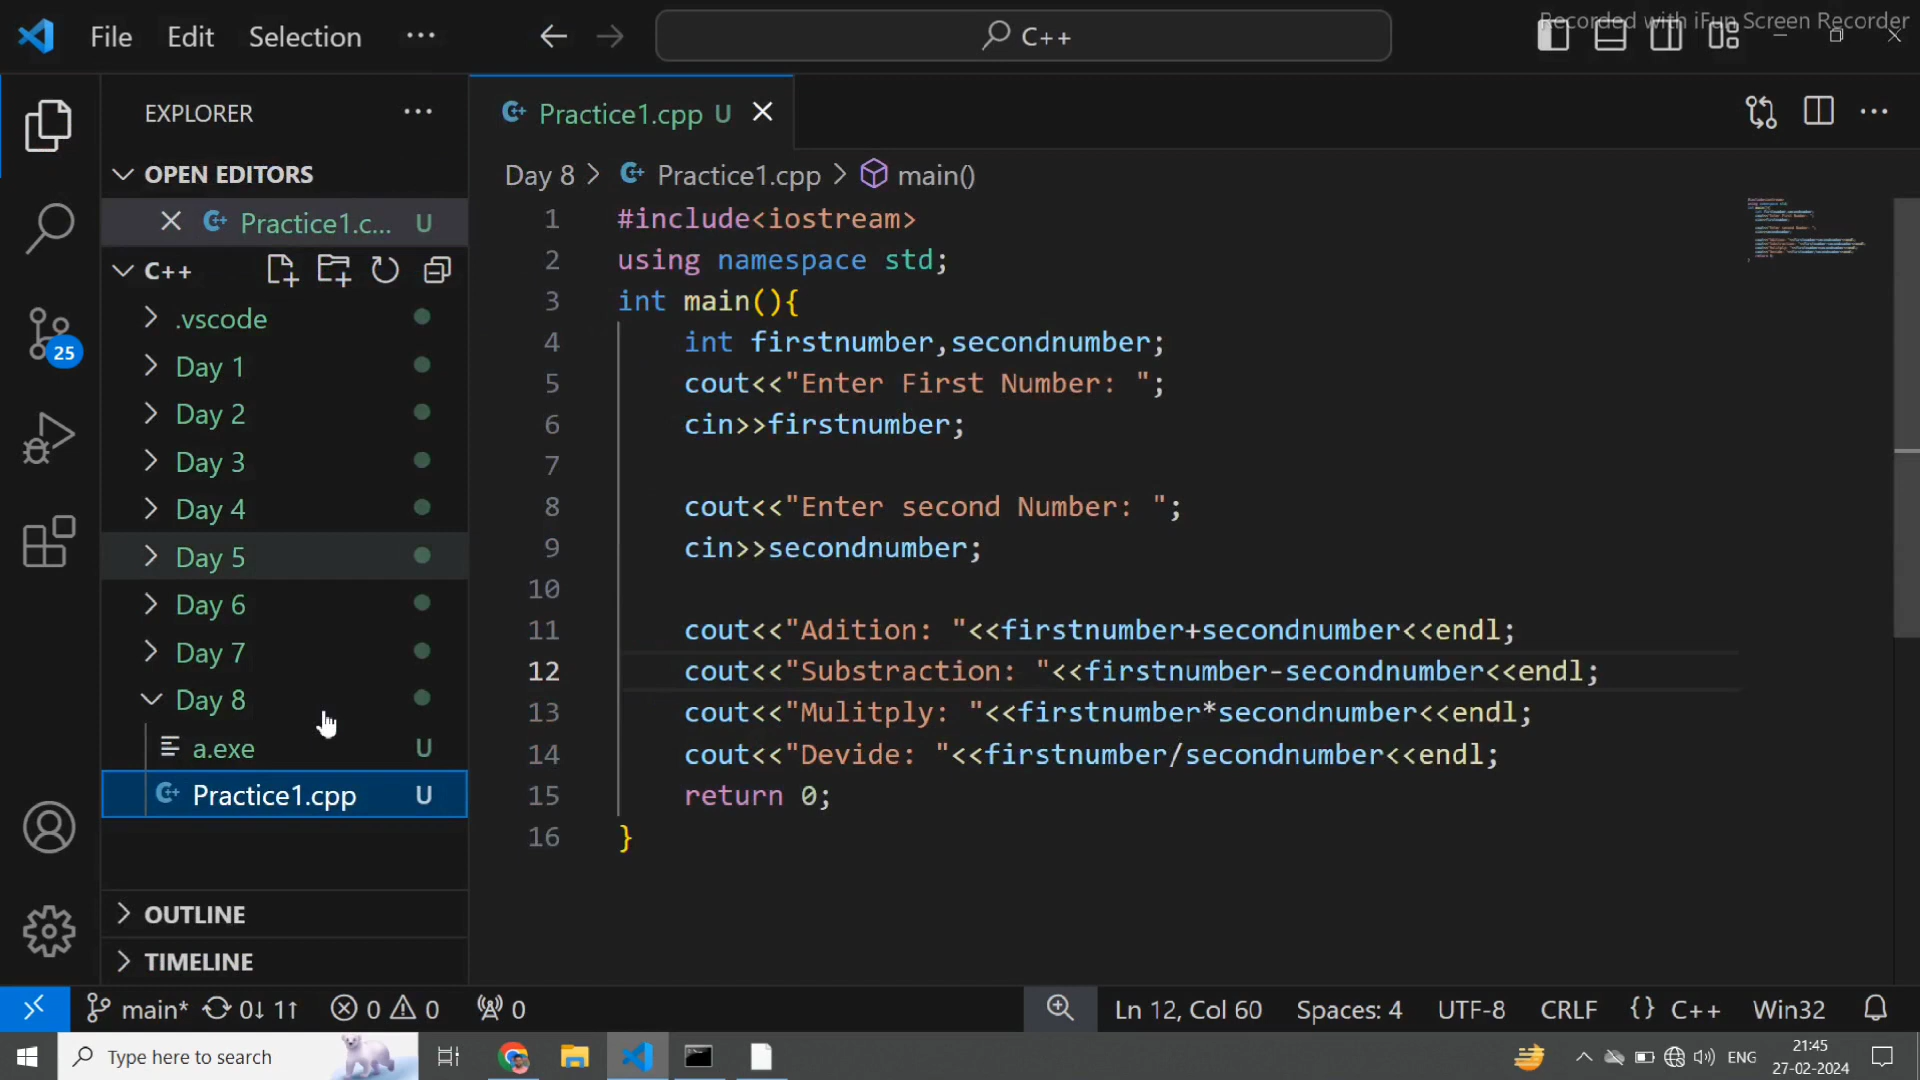 Recorded with iFun Screen Recorder
File Edit Selection ...
C++
EXPLORER ...
Practice1.cpp U
OPEN EDITORS
Day 8 > Practice1.cpp > main()
Practice1.c... U
C++
.vscode
Day 1
Day 2
Day 3
Day 4
Day 5
Day 6
Day 7
Day 8
a.exe U
Practice1.cpp U
OUTLINE
TIMELINE
25
1 #include<iostream>
2 using namespace std;
3 int main(){
4 int firstnumber,secondnumber;
5 cout<<"Enter First Number: ";
6 cin>>firstnumber;
7
8 cout<<"Enter second Number: ";
9 cin>>secondnumber;
10
11 cout<<"Adition: "<<firstnumber+secondnumber<<endl;
12 cout<<"Substraction: "<<firstnumber-secondnumber<<endl;
13 cout<<"Mulitply: "<<firstnumber*secondnumber<<endl;
14 cout<<"Devide: "<<firstnumber/secondnumber<<endl;
15 return 0;
16 }
main* 0↓ 1↑ 0 0 0 Ln 12, Col 60 Spaces: 4 UTF-8 CRLF {} C++ Win32
Type here to search ENG
21:45
27-02-2024